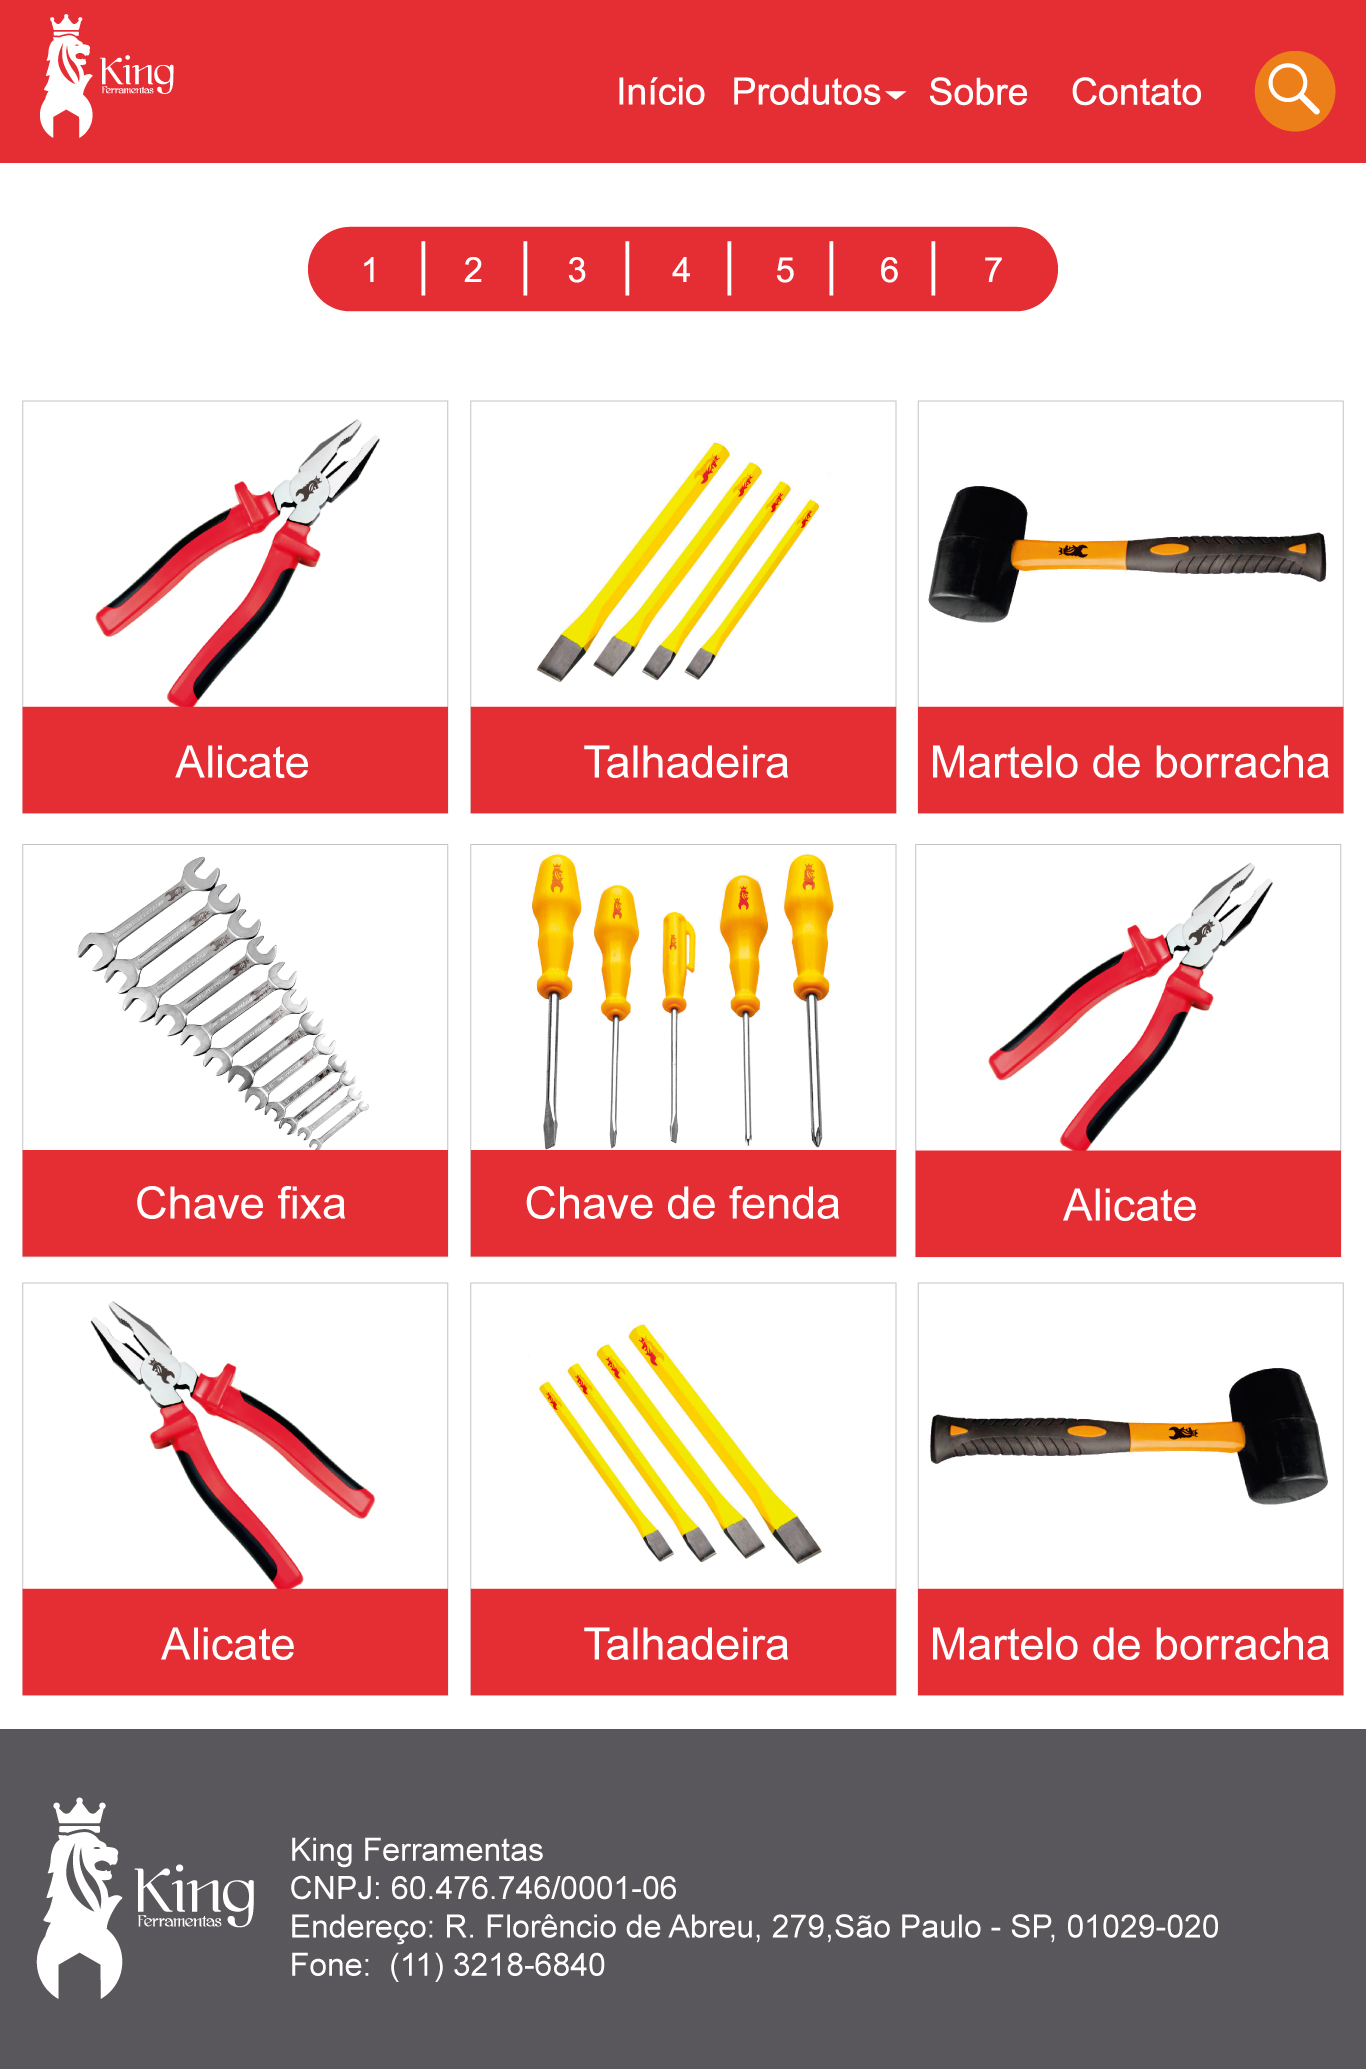 King
Ferramentas
Início Produtos Sobre Contato
1 2 3 4 5 6 7
Alicate
Talhadeira
Martelo de borracha
Chave fixa
Chave de fenda
Alicate
Alicate
Talhadeira
Martelo de borracha
King
Ferramentas
King Ferramentas
CNPJ: 60.476.746/0001-06
Endereço: R. Florêncio de Abreu, 279,São Paulo - SP, 01029-020
Fone: (11) 3218-6840